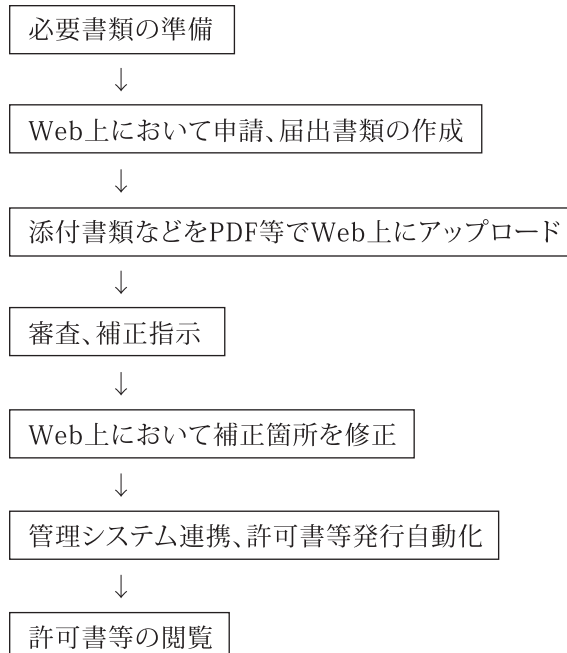 必要書類の準備
↓
Web上において申請、届出書類の作成
↓
添付書類などをPDF等でWeb上にアップロード
↓
審査、補正指示
↓
Web上において補正箇所を修正
↓
管理システム連携、許可書等発行自動化
↓
許可書等の閲覧